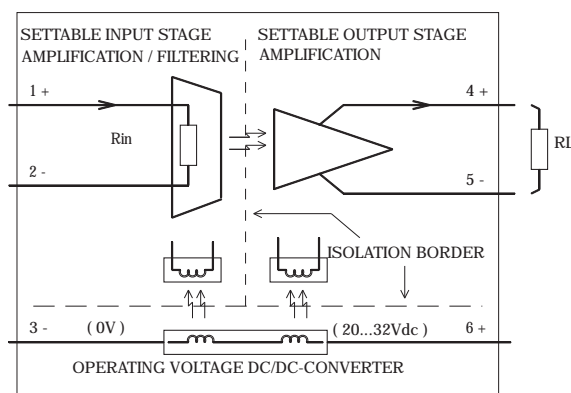 SETTABLE INPUT STAGE
AMPLIFICATION / FILTERING
SETTABLE OUTPUT STAGE
AMPLIFICATION
1 +
4 +
Rin
RL
2 -
5 -
ISOLATION BORDER
3 - ( 0V) (20...32Vdc ) 6 +
OPERATING VOLTAGE DC/DC-CONVERTER